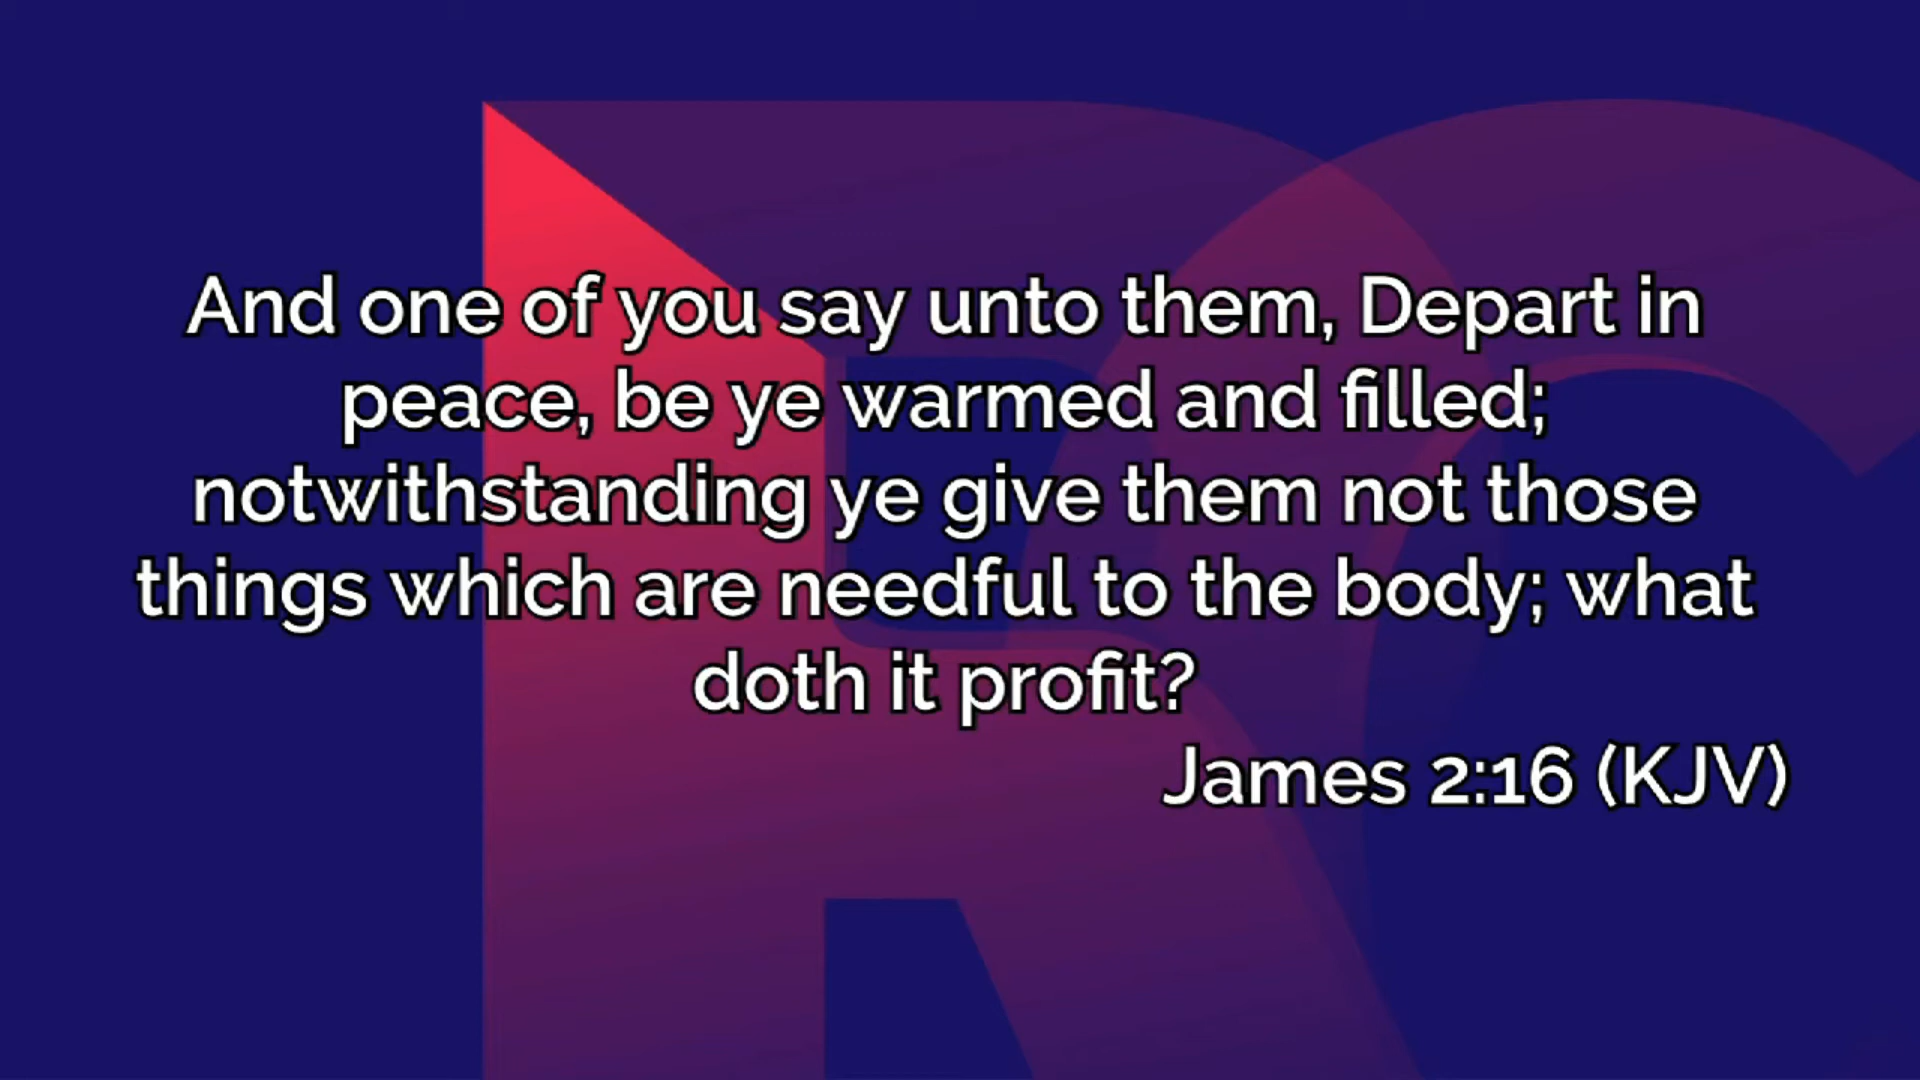 And one of you say unto them, Depart in
peace, be ye warmed and filled;
notwithstanding ye give them not those
things which are needful to the body; what
doth it profit?
James 2:16 (KJV)